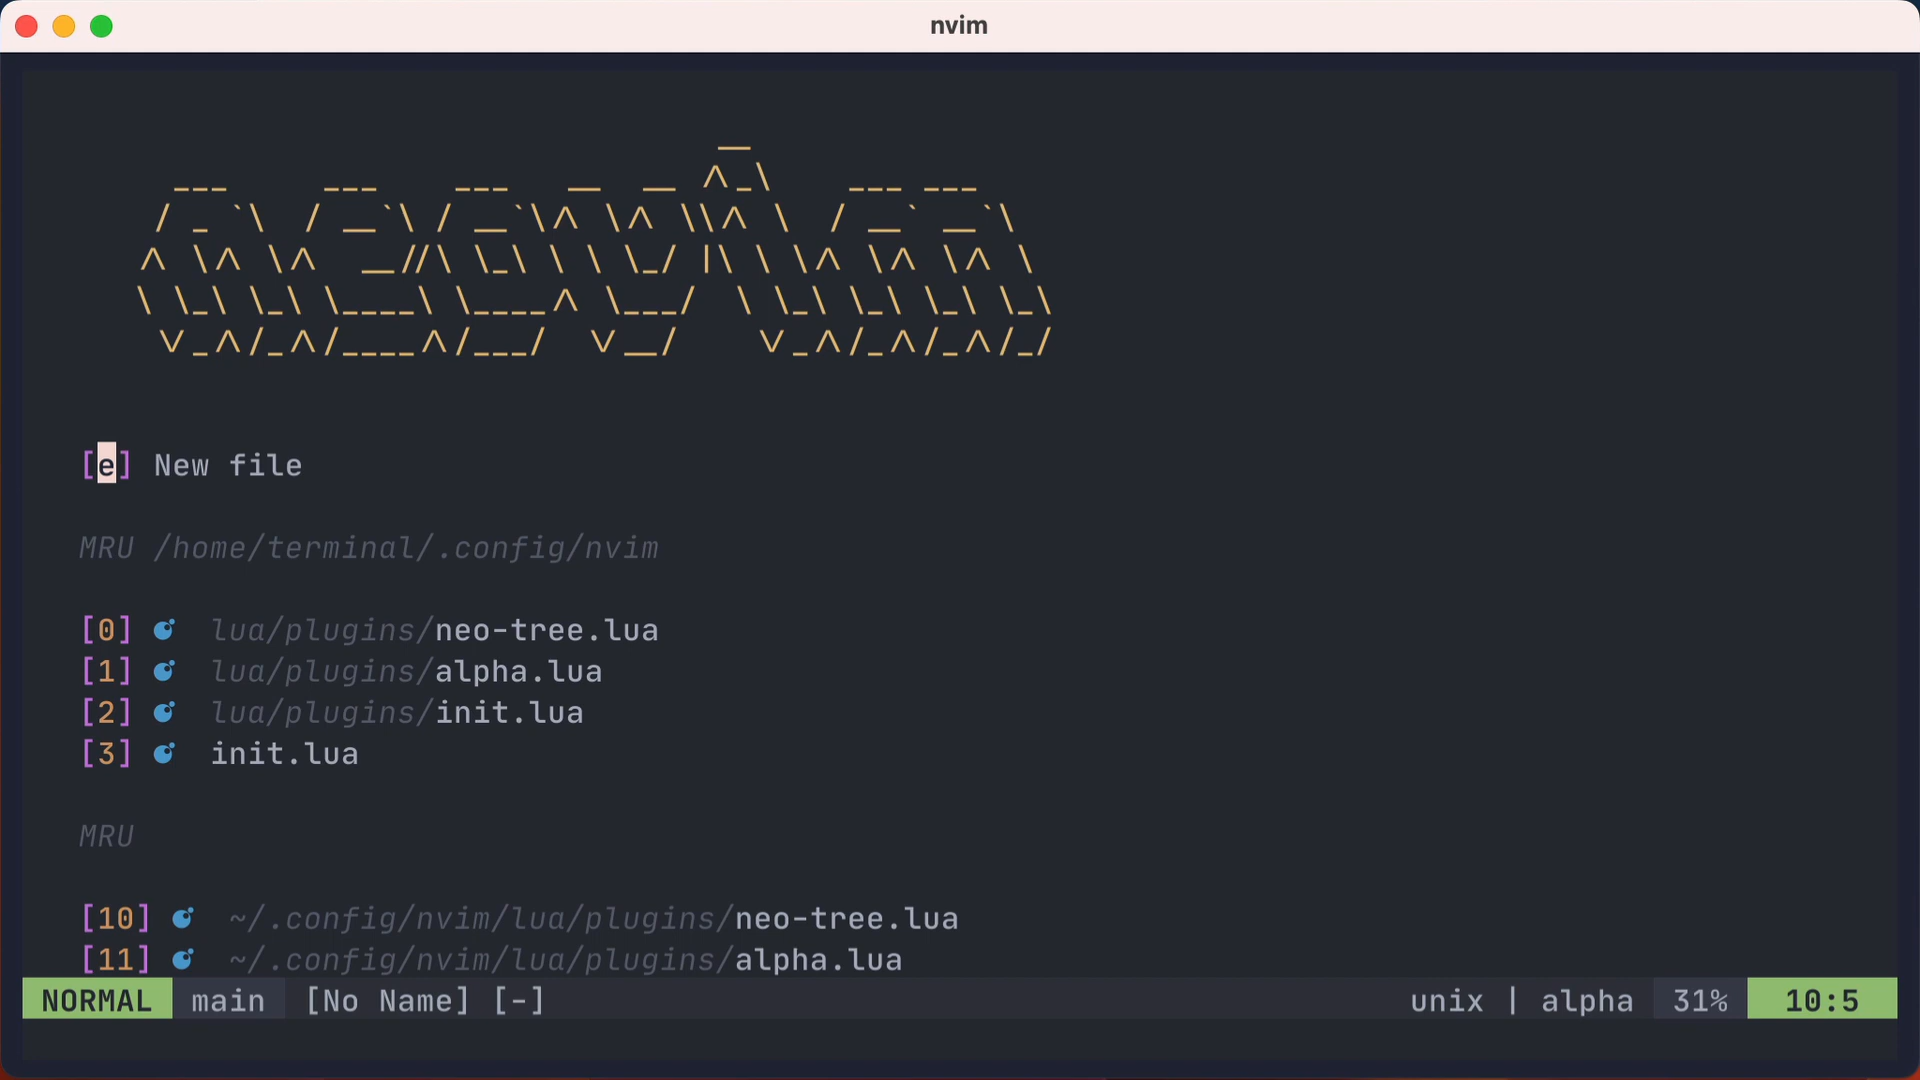 nvim
neovim
[e] New file
MRU /home/terminal/.config/nvim
[0] lua/plugins/neo-tree.lua
[1] lua/plugins/alpha.lua
[2] lua/plugins/init.lua
[3] init.lua
MRU
[10] ~/.config/nvim/lua/plugins/neo-tree.lua
[11] ~/.config/nvim/lua/plugins/alpha.lua
NORMAL main [No Name] [-] unix | alpha 31% 10:5